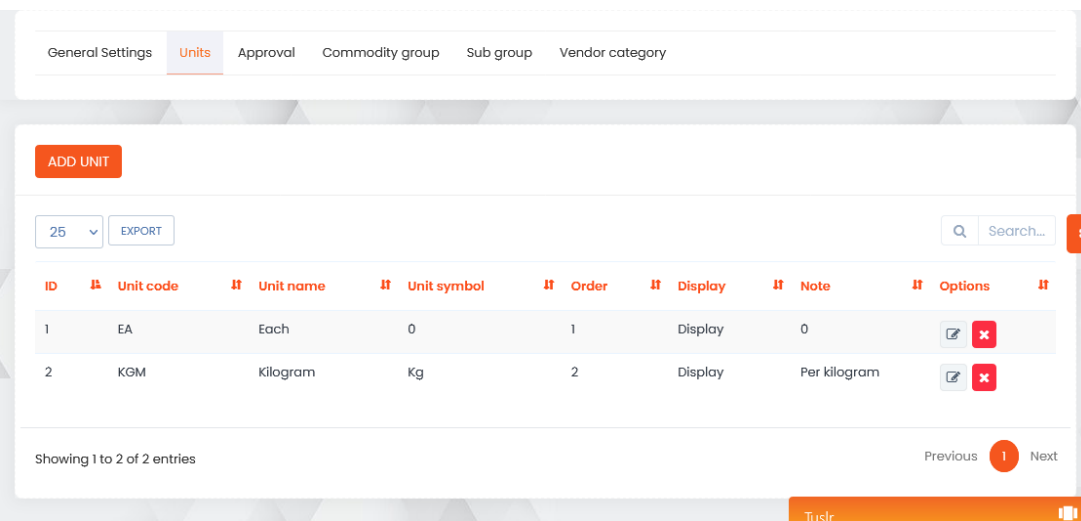 General Settings Units Approval Commodity group Sub group Vendor category
ADD UNIT
25 EXPORT Search...
ID Unit code Unit name Unit symbol Order Display Note Options
1 EA Each 0 1 Display 0
2 KGM Kilogram Kg 2 Display Per kilogram
Showing 1 to 2 of 2 entries Previous 1 Next
Tuslr